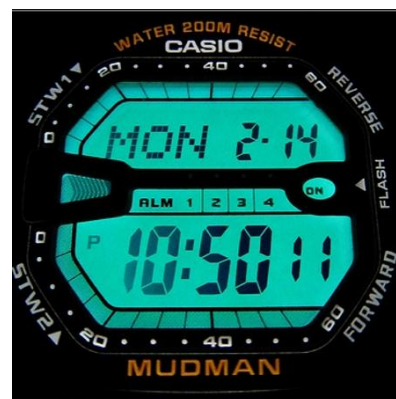 WATER 200M RESIST
CASIO
STW1 20 40 60 REVERSE
0
MON 2-14
FLASH
ALM 1 2 3 4 ON
0
P 10:50 11
STW2 20 40 60 FORWARD
MUDMAN